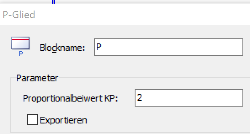 P-Glied
P
Blockname: P
Parameter
Proportionalbeiwert KP: 2
Exportieren